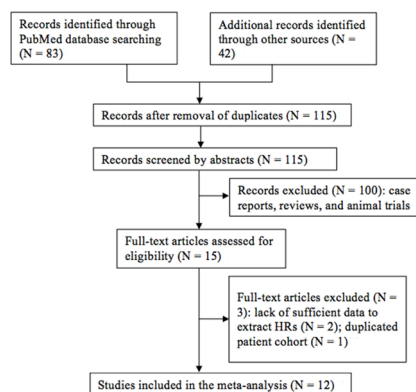 Records identified through
PubMed database searching
(N = 83)
Additional records identified
through other sources (N =
42)
Records after removal of duplicates (N = 115)
Records screened by abstracts (N = 115)
Records excluded (N = 100): case
reports, reviews, and animal trials
Full-text articles assessed for
eligibility (N = 15)
Full-text articles excluded (N =
3): lack of sufficient data to
extract HRs (N = 2); duplicated
patient cohort (N = 1)
Studies included in the meta-analysis (N = 12)